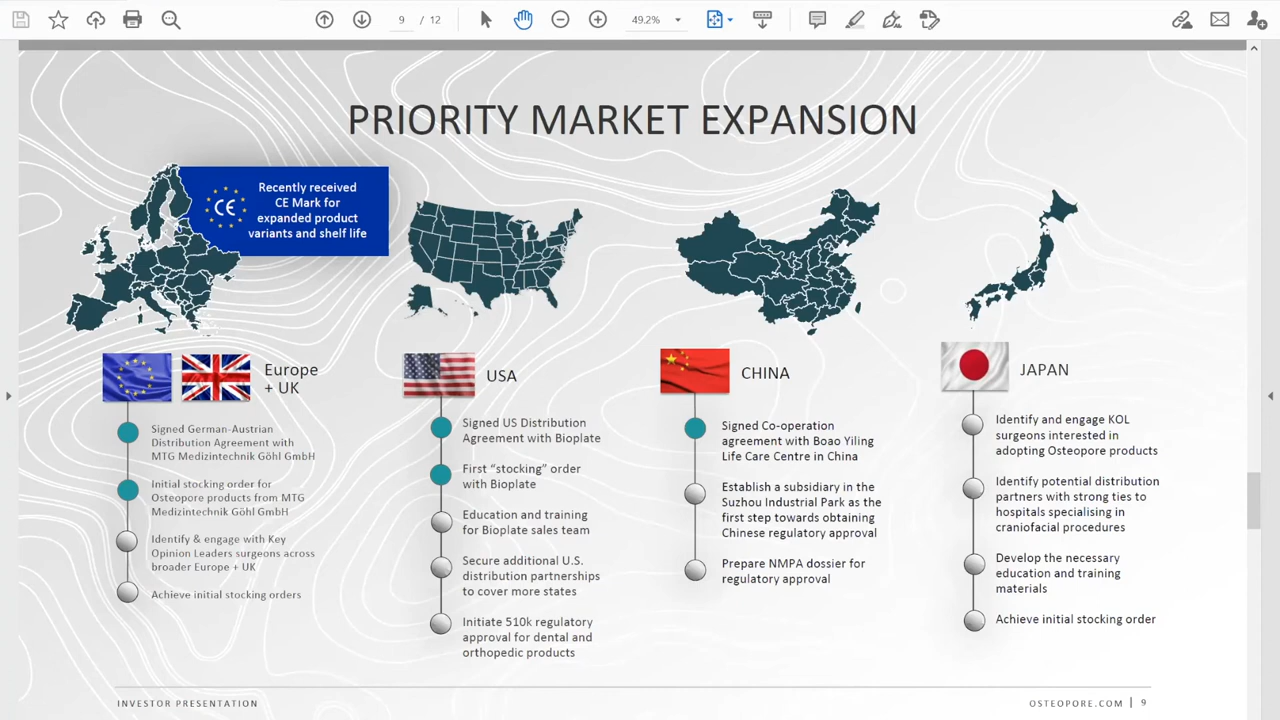 9 / 12
49.2%
PRIORITY MARKET EXPANSION
CE
Recently received
CE Mark for
expanded product
variants and shelf life
Europe
+ UK
Signed German-Austrian
Distribution Agreement with
MTG Medizintechnik Göhl GmbH
Initial stocking order for
Osteopore products from MTG
Medizintechnik Göhl GmbH
Identify & engage with Key
Opinion Leaders surgeons across
broader Europe + UK
Achieve initial stocking orders
USA
Signed US Distribution
Agreement with Bioplate
First “stocking” order
with Bioplate
Education and training
for Bioplate sales team
Secure additional U.S.
distribution partnerships
to cover more states
Initiate 510k regulatory
approval for dental and
orthopedic products
CHINA
Signed Co-operation
agreement with Boao Yiling
Life Care Centre in China
Establish a subsidiary in the
Suzhou Industrial Park as the
first step towards obtaining
Chinese regulatory approval
Prepare NMPA dossier for
regulatory approval
JAPAN
Identify and engage KOL
surgeons interested in
adopting Osteopore products
Identify potential distribution
partners with strong ties to
hospitals specialising in
craniofacial procedures
Develop the necessary
education and training
materials
Achieve initial stocking order
INVESTOR PRESENTATION
OSTEOPORE.COM | 9